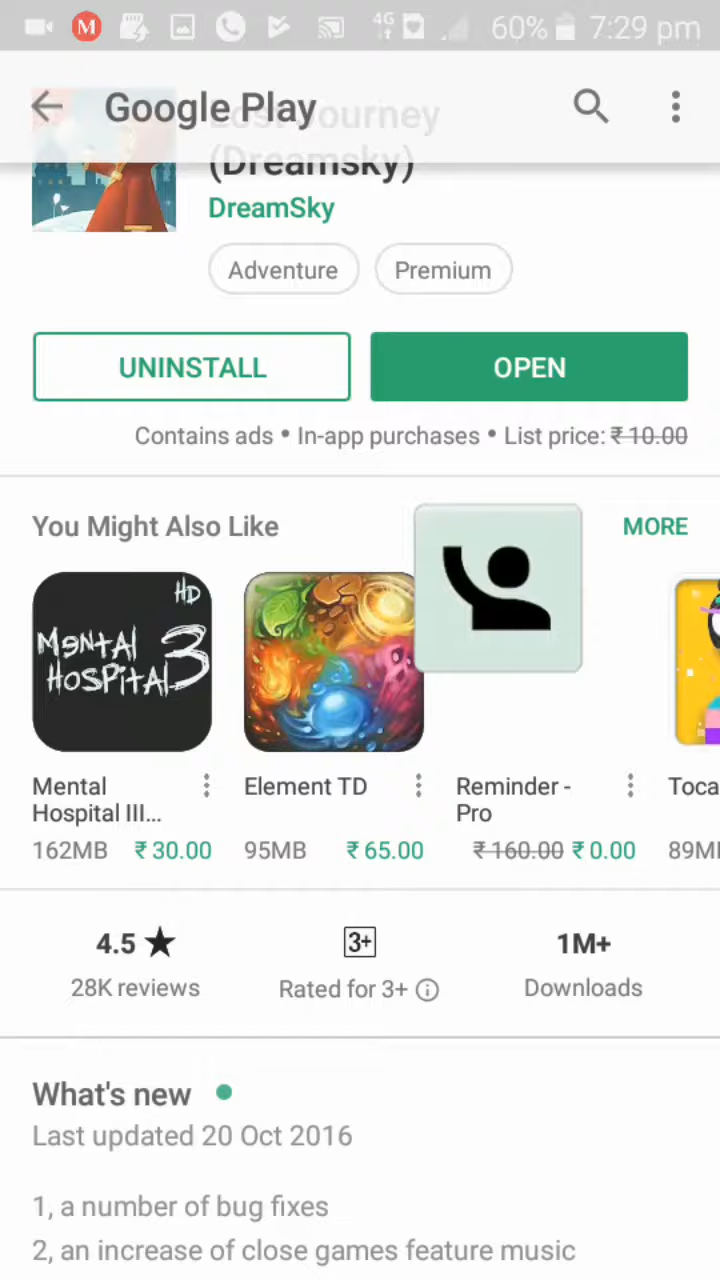 4G 60% 7:29 pm
Google Play
Lost Journey
(Dreamsky)
DreamSky
Adventure Premium
UNINSTALL OPEN
Contains ads • In-app purchases • List price: ₹ 10.00
You Might Also Like MORE
HD
MENTAL
HOSPITAL 3
Mental
Hospital III...
162MB ₹ 30.00
Element TD
95MB ₹ 65.00
Reminder -
Pro
₹ 160.00 ₹ 0.00
Toca
89M
4.5 ★ 3+ 1M+
28K reviews Rated for 3+ Downloads
What's new
Last updated 20 Oct 2016
1, a number of bug fixes
2, an increase of close games feature music